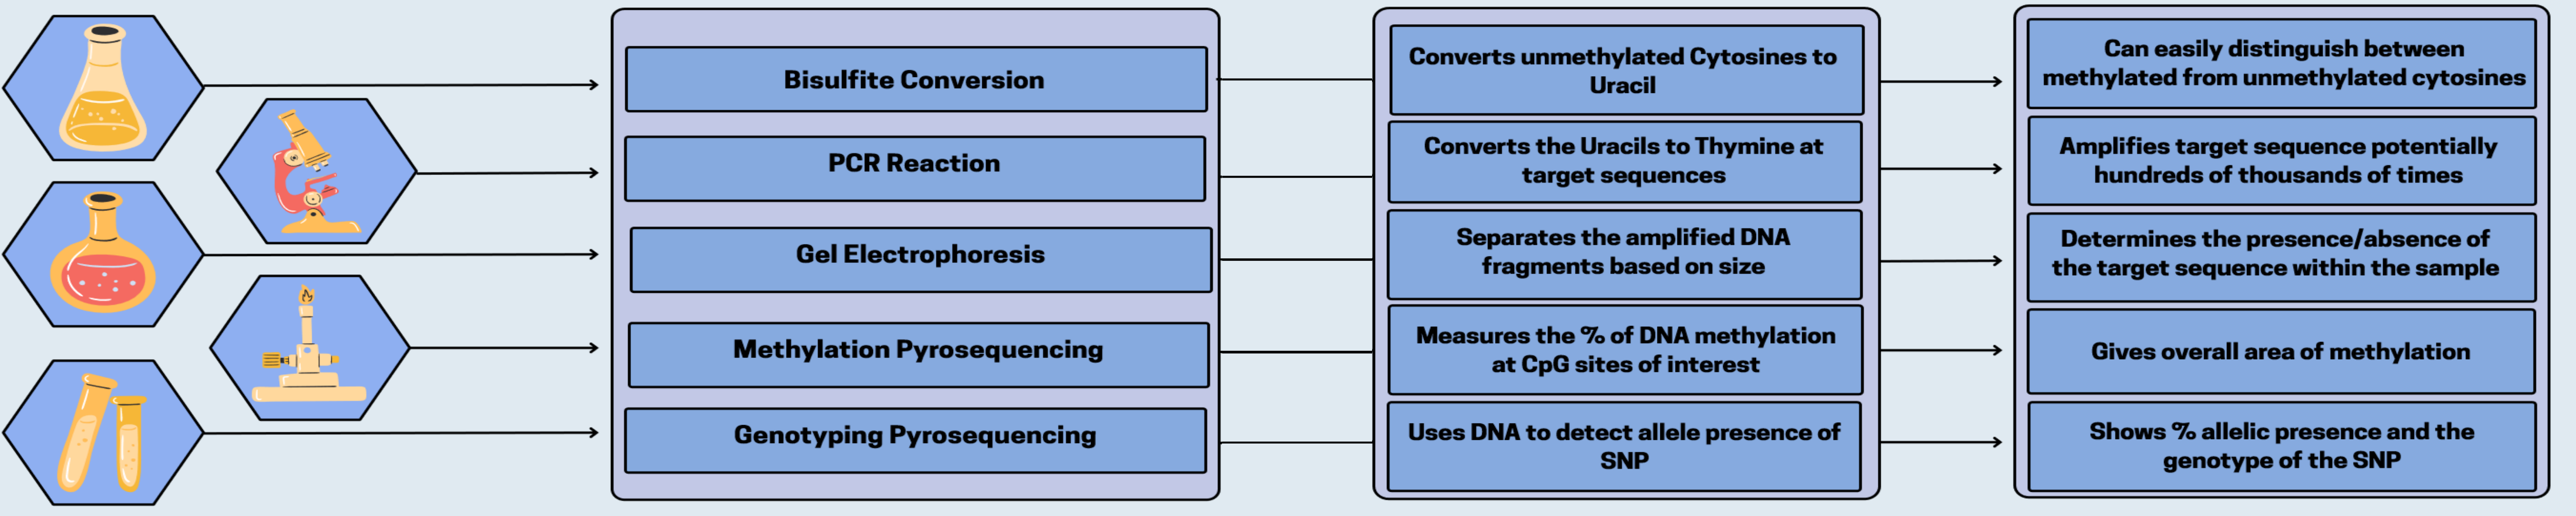 Bisulfite Conversion
Converts unmethylated Cytosines to
Uracil
Can easily distinguish between
methylated from unmethylated cytosines
PCR Reaction
Converts the Uracils to Thymine at
target sequences
Amplifies target sequence potentially
hundreds of thousands of times
Gel Electrophoresis
Separates the amplified DNA
fragments based on size
Determines the presence/absence of
the target sequence within the sample
Methylation Pyrosequencing
Measures the % of DNA methylation
at CpG sites of interest
Gives overall area of methylation
Genotyping Pyrosequencing
Uses DNA to detect allele presence of
SNP
Shows % allelic presence and the
genotype of the SNP